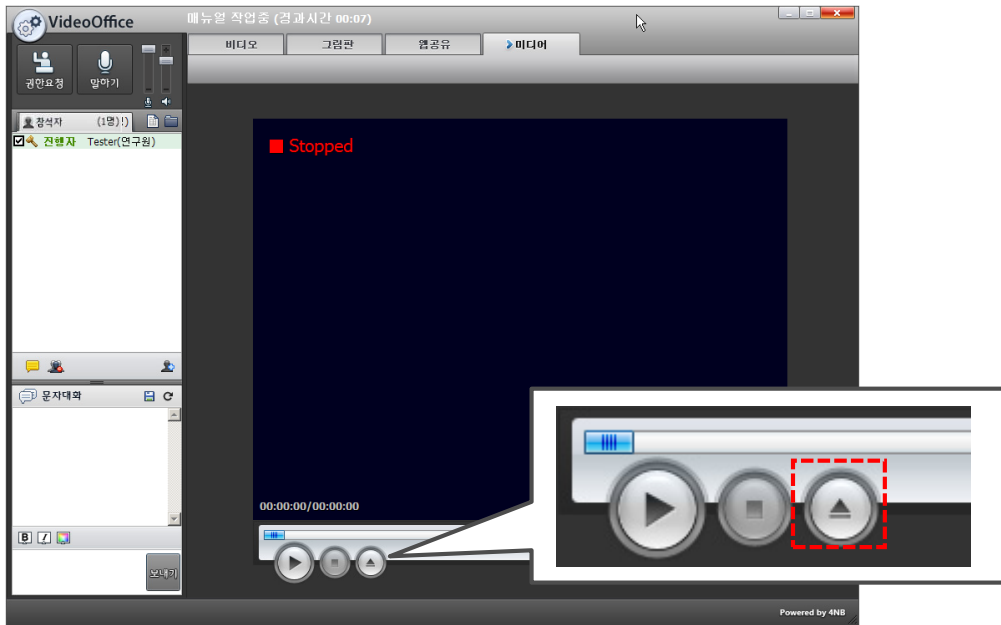 VideoOffice
매뉴얼 작업중 (경과시간 00:07)
비디오 그림판 웹공유 미디어
권한요청 말하기
참석자 (1명)!)
진행자 Tester(연구원)
Stopped
문자대화
00:00:00/00:00:00
B I
보내기
Powered by 4NB